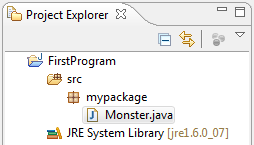 Project Explorer
FirstProgram
src
mypackage
Monster.java
JRE System Library [jre1.6.0_07]